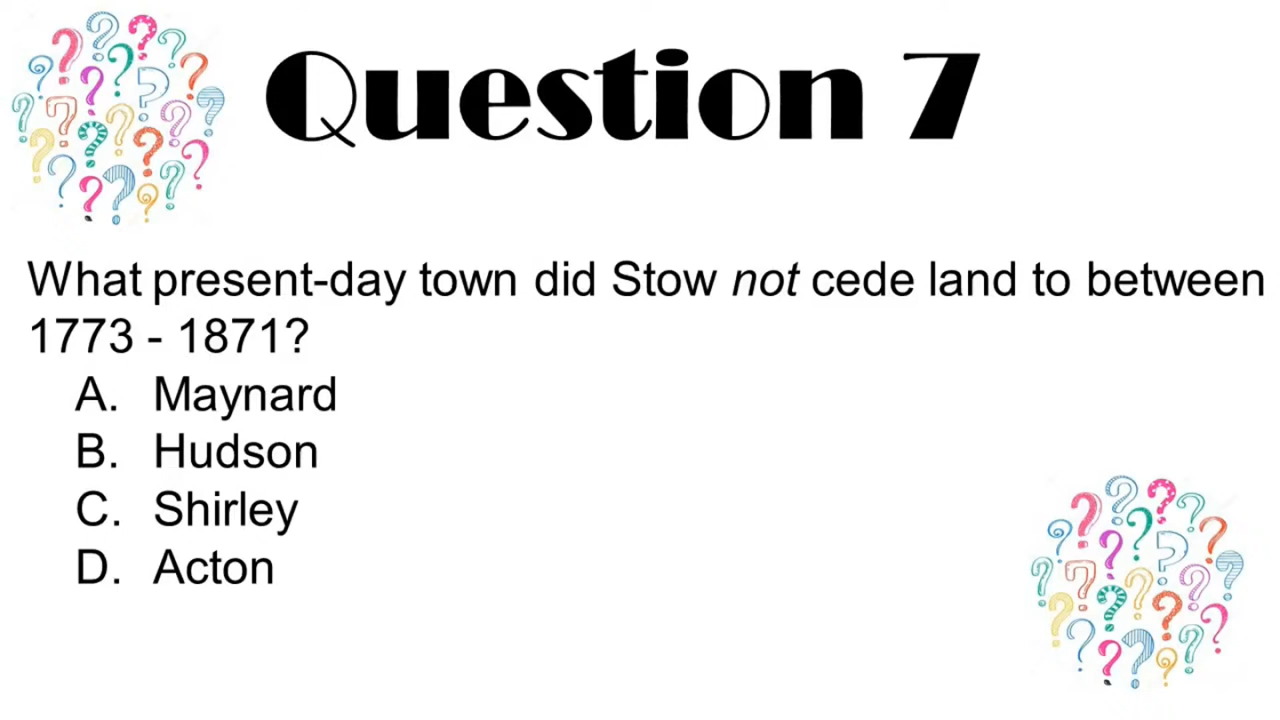 Question 7
What present-day town did Stow not cede land to between
1773 - 1871?
A. Maynard
B. Hudson
C. Shirley
D. Acton